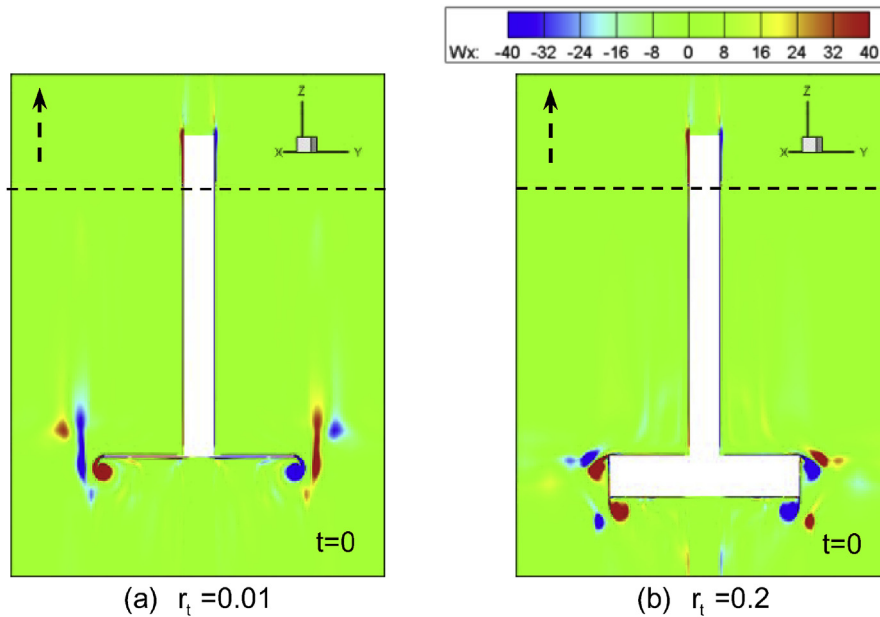 Wx: -40 -32 -24 -16 -8 0 8 16 24 32 40
Z
X Y
t=0
(a) r_t =0.01
Z
X Y
t=0
(b) r_t =0.2